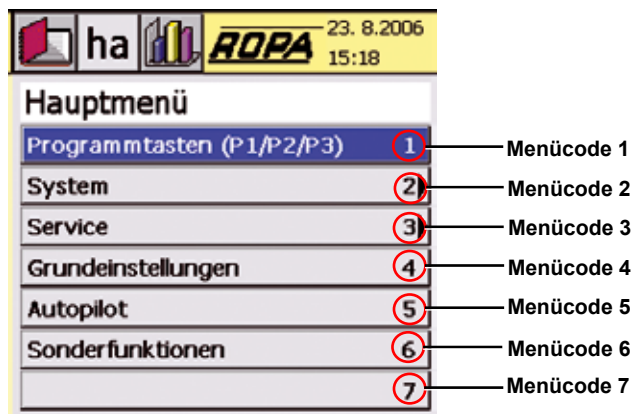 ha ROPA 23. 8.2006
15:18
Hauptmenü
Programmtasten (P1/P2/P3) 1 Menücode 1
System 2 Menücode 2
Service 3 Menücode 3
Grundeinstellungen 4 Menücode 4
Autopilot 5 Menücode 5
Sonderfunktionen 6 Menücode 6
7 Menücode 7